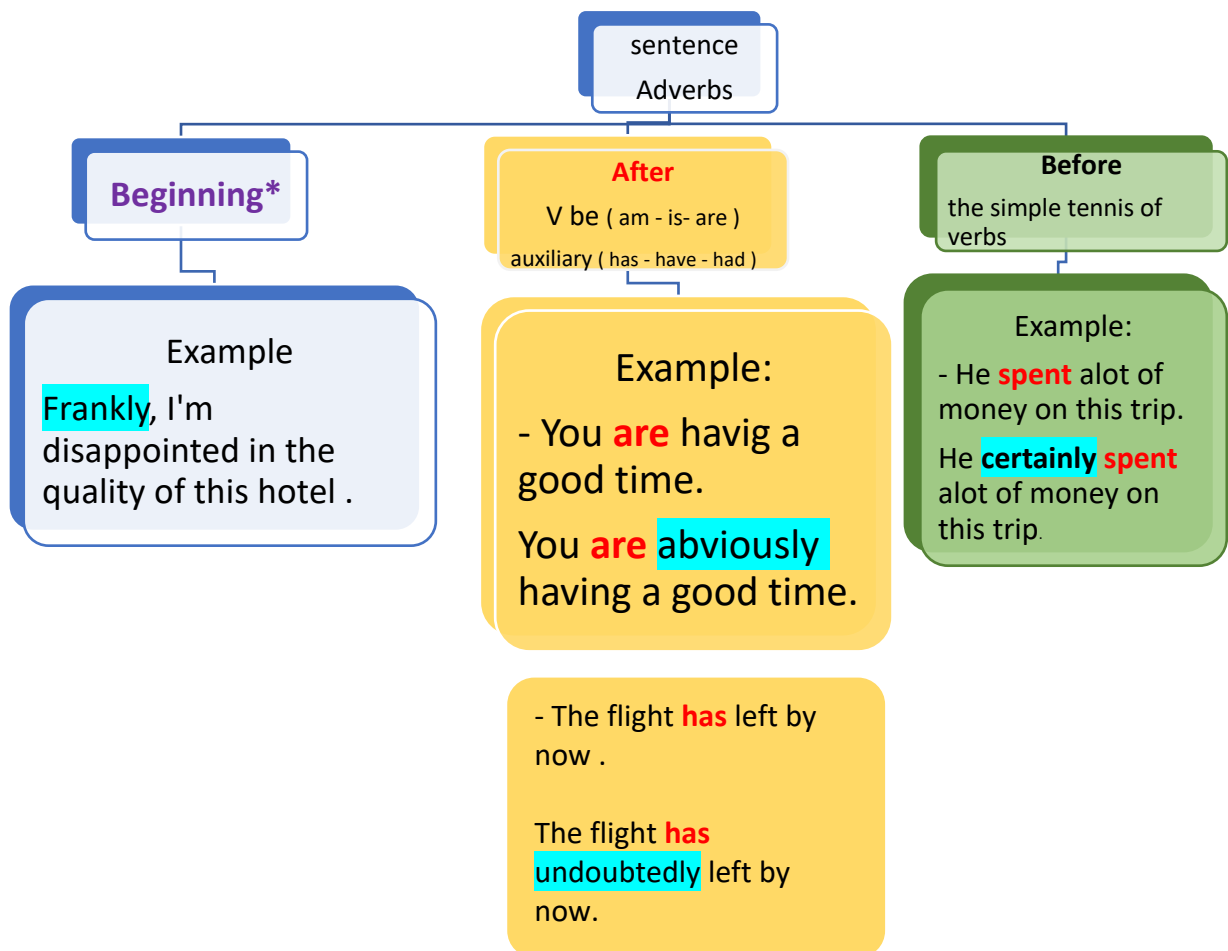 sentence
Adverbs
Beginning*
Example
Frankly, I'm
disappointed in the
quality of this hotel .
After
V be ( am - is- are )
auxiliary ( has - have - had )
Example:
- You are havig a
good time.
You are abviously
having a good time.
- The flight has left by
now .
The flight has
undoubtedly left by
now.
Before
the simple tennis of
verbs
Example:
- He spent alot of
money on this trip.
He certainly spent
alot of money on
this trip.